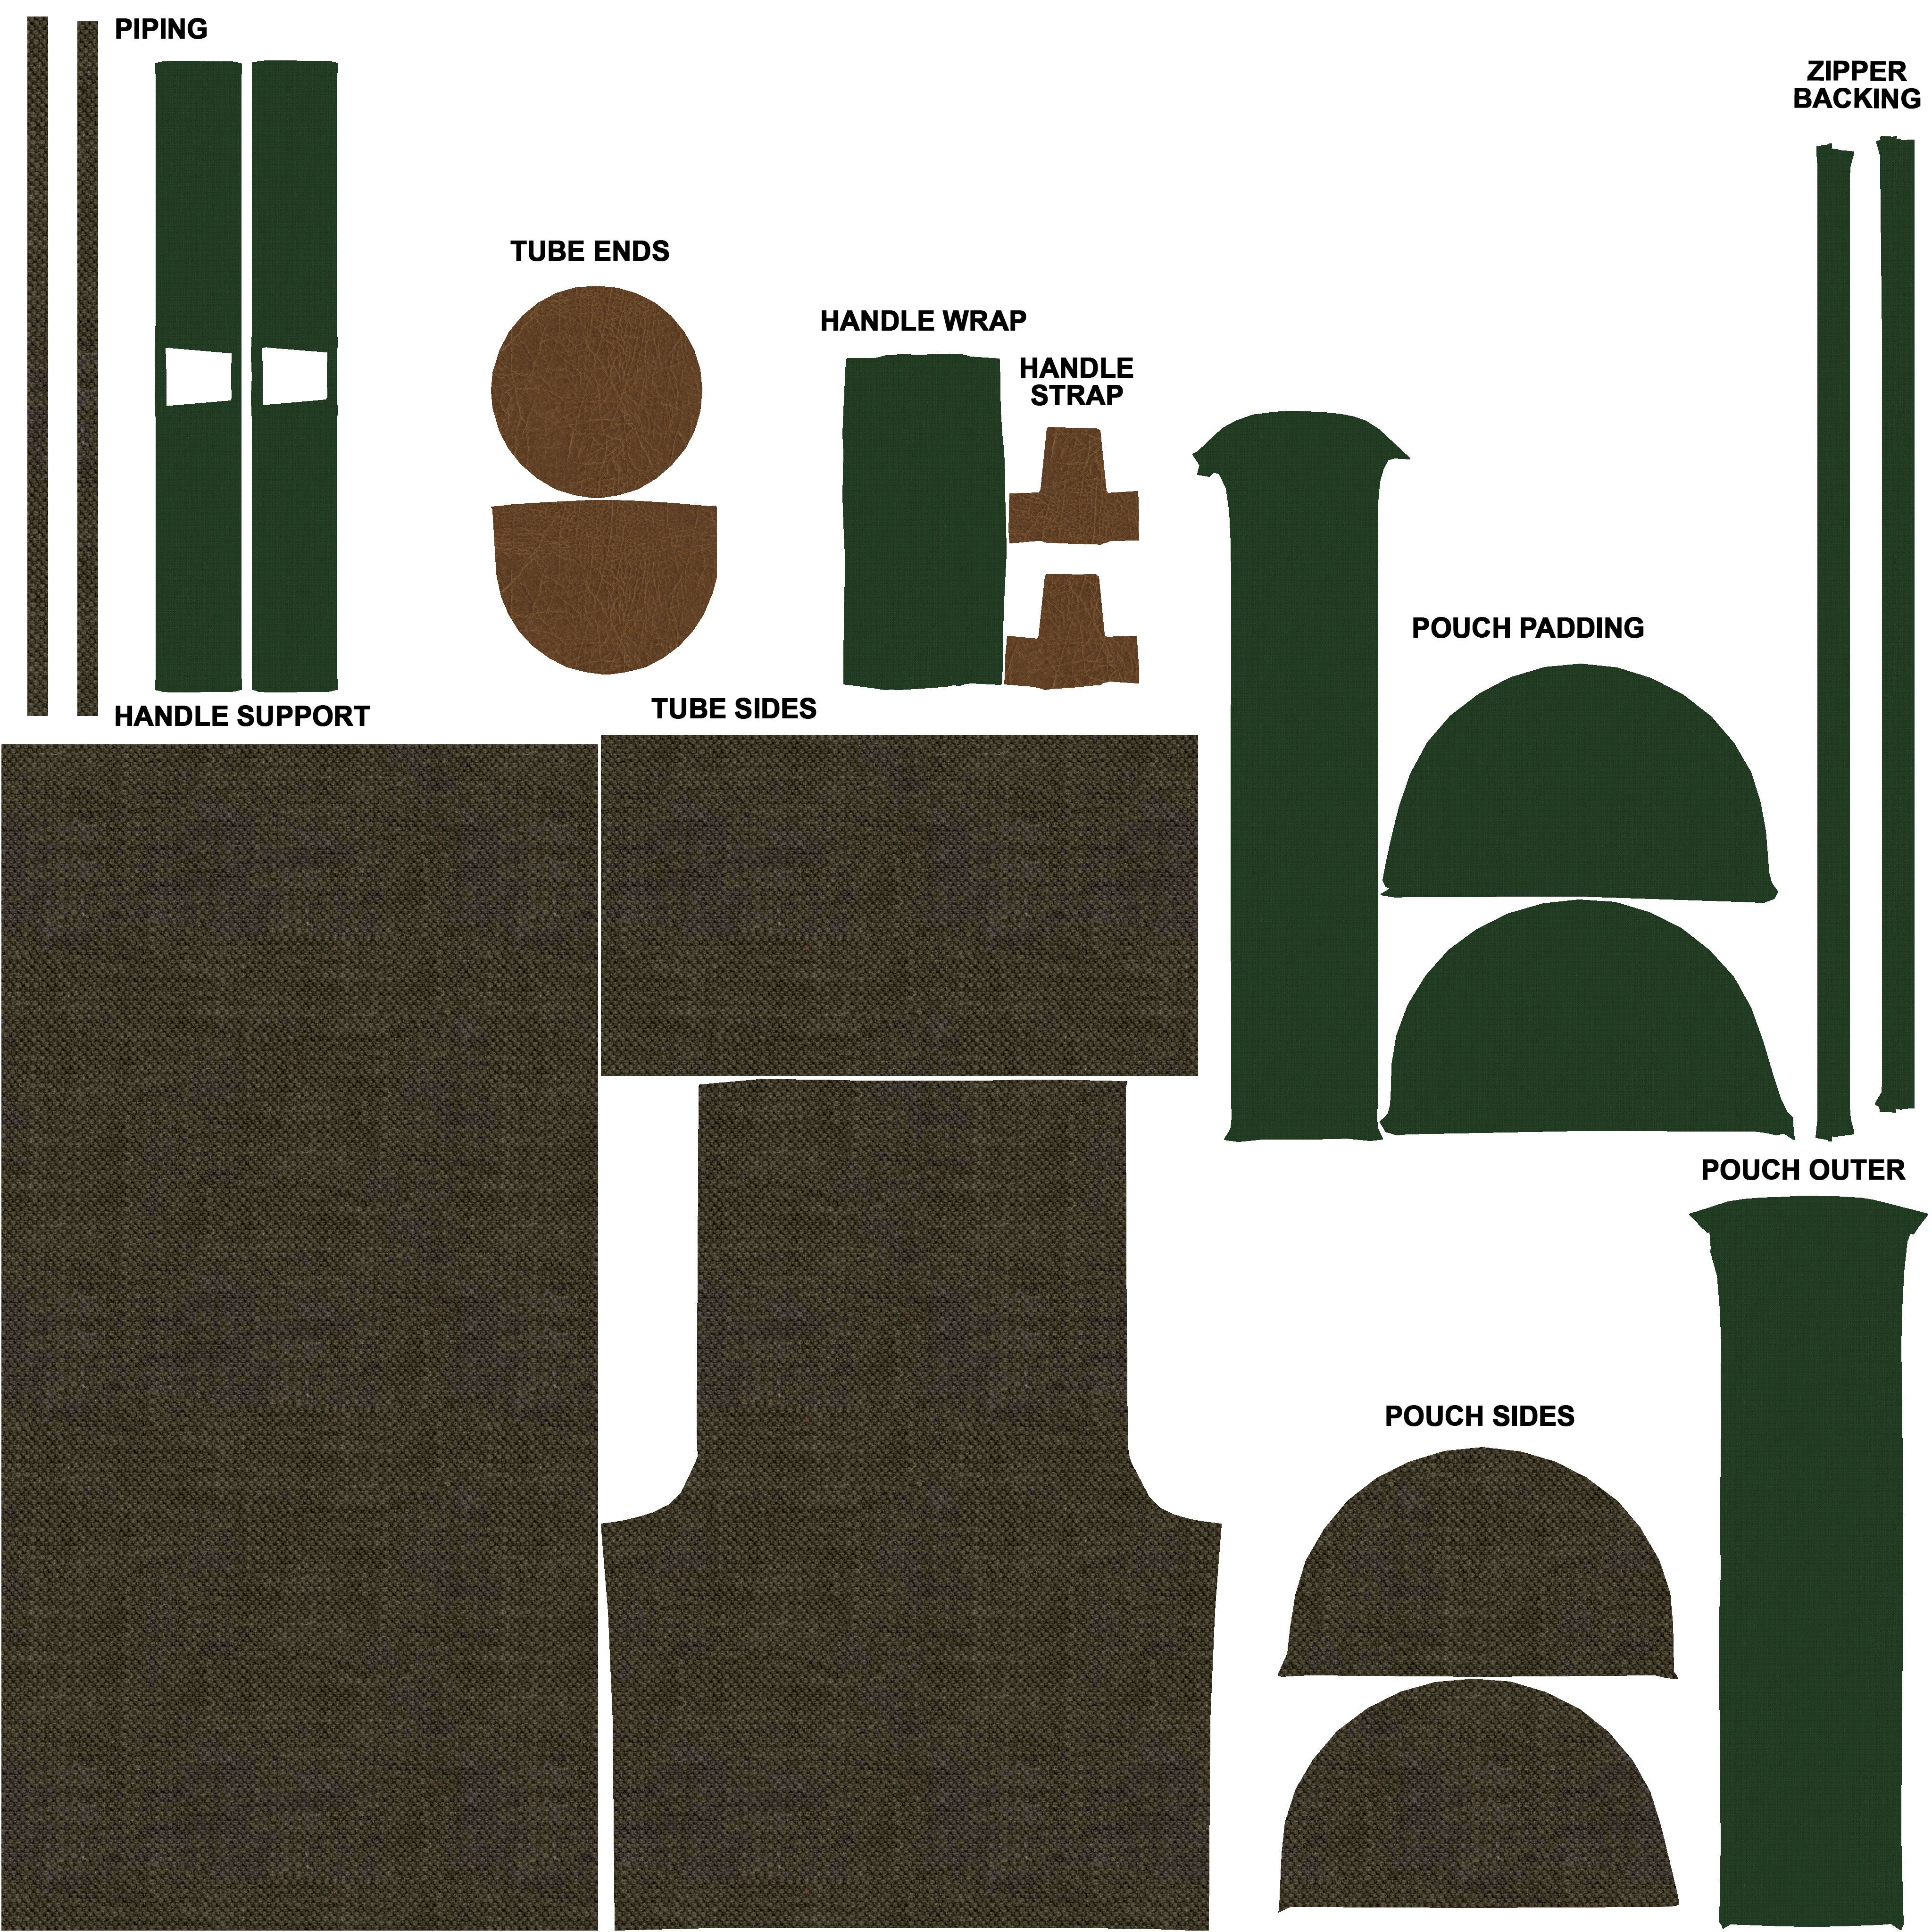 PIPING
ZIPPER
BACKING
TUBE ENDS
HANDLE WRAP
HANDLE
STRAP
POUCH PADDING
HANDLE SUPPORT
TUBE SIDES
POUCH OUTER
POUCH SIDES